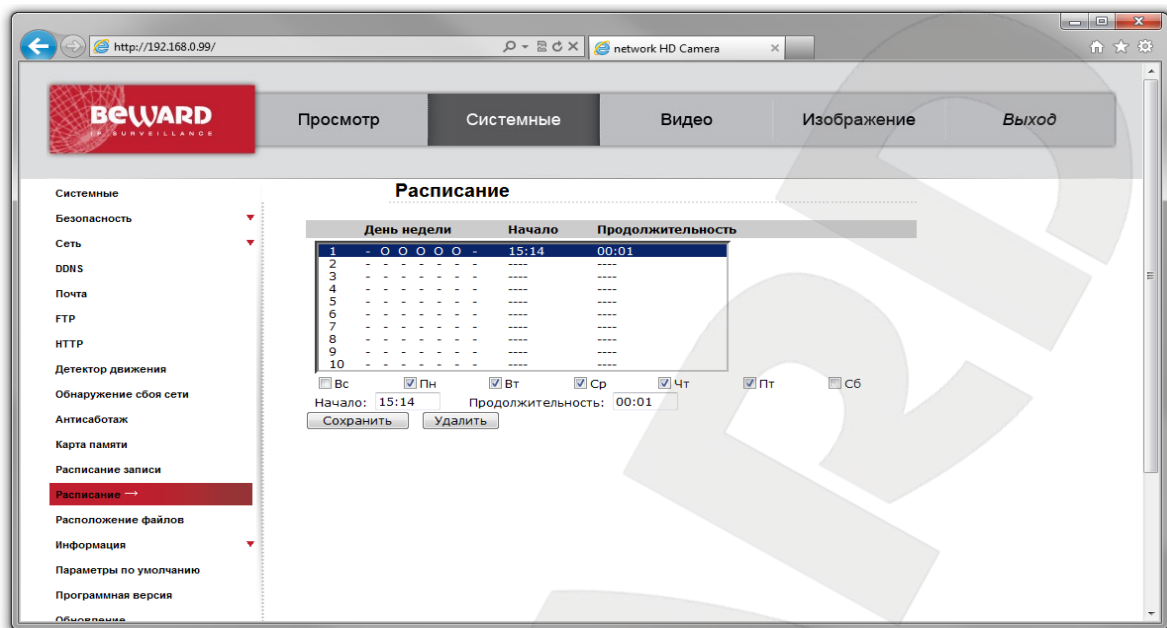 http://192.168.0.99/
network HD Camera
BEWARD
IP SURVEILLANCE
Просмотр
Системные
Видео
Изображение
Выход
Системные
Безопасность
Сеть
DDNS
Почта
FTP
HTTP
Детектор движения
Обнаружение сбоя сети
Антисаботаж
Карта памяти
Расписание записи
Расписание →
Расположение файлов
Информация
Параметры по умолчанию
Программная версия
Обновление
Расписание
День недели Начало Продолжительность
1 - O O O O O - 15:14 00:01
2 - - - - - - - ---- ----
3 - - - - - - - ---- ----
4 - - - - - - - ---- ----
5 - - - - - - - ---- ----
6 - - - - - - - ---- ----
7 - - - - - - - ---- ----
8 - - - - - - - ---- ----
9 - - - - - - - ---- ----
10 - - - - - - - ---- ----
Вс Пн Вт Ср Чт Пт Сб
Начало: 15:14 Продолжительность: 00:01
Сохранить Удалить